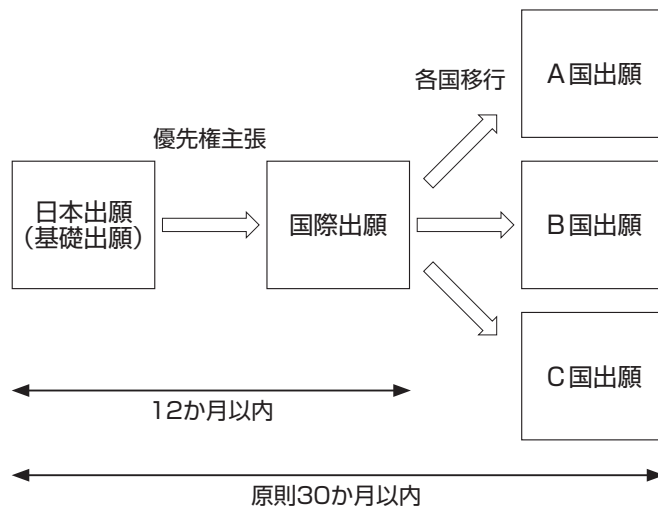 各国移行
A国出願
優先権主張
日本出願
(基礎出願)
国際出願
B国出願
C国出願
12か月以内
原則30か月以内